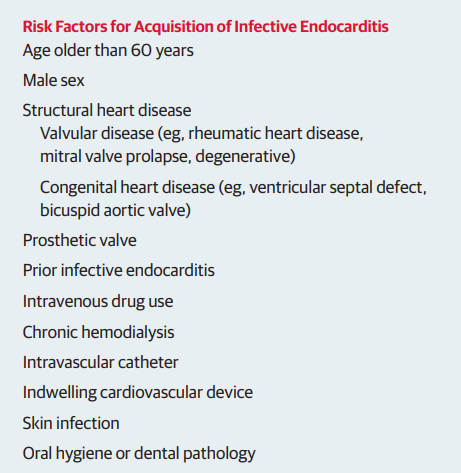 Risk Factors for Acquisition of Infective Endocarditis
Age older than 60 years
Male sex
Structural heart disease
Valvular disease (eg, rheumatic heart disease,
mitral valve prolapse, degenerative)
Congenital heart disease (eg, ventricular septal defect,
bicuspid aortic valve)
Prosthetic valve
Prior infective endocarditis
Intravenous drug use
Chronic hemodialysis
Intravascular catheter
Indwelling cardiovascular device
Skin infection
Oral hygiene or dental pathology